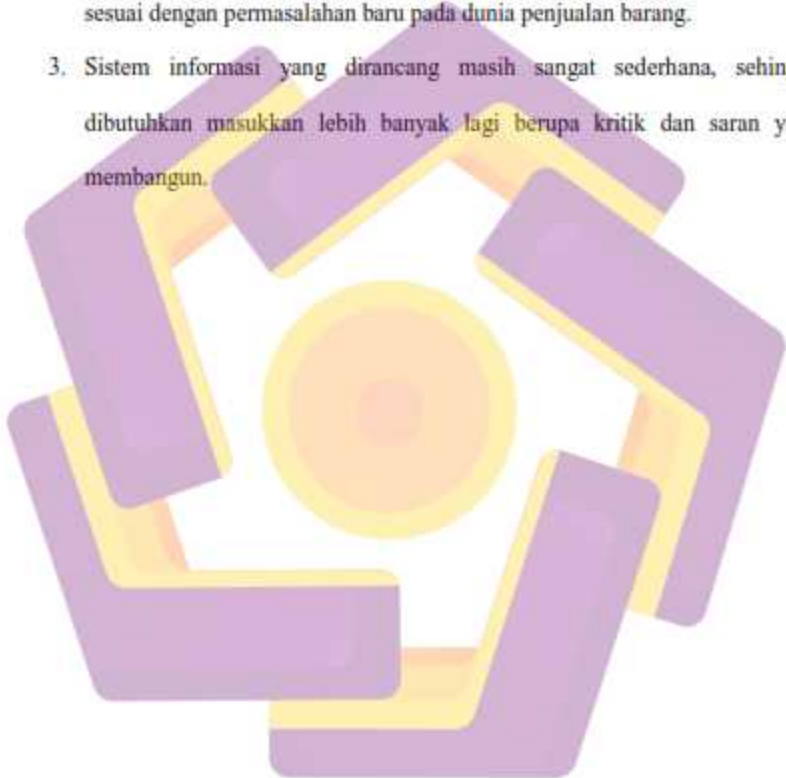 sesuai dengan permasalahan baru pada dunia penjualan barang.
3. Sistem informasi yang dirancang masih sangat sederhana, sehin
dibutuhkan masukkan lebih banyak lagi berupa kritik dan saran y
membangun.